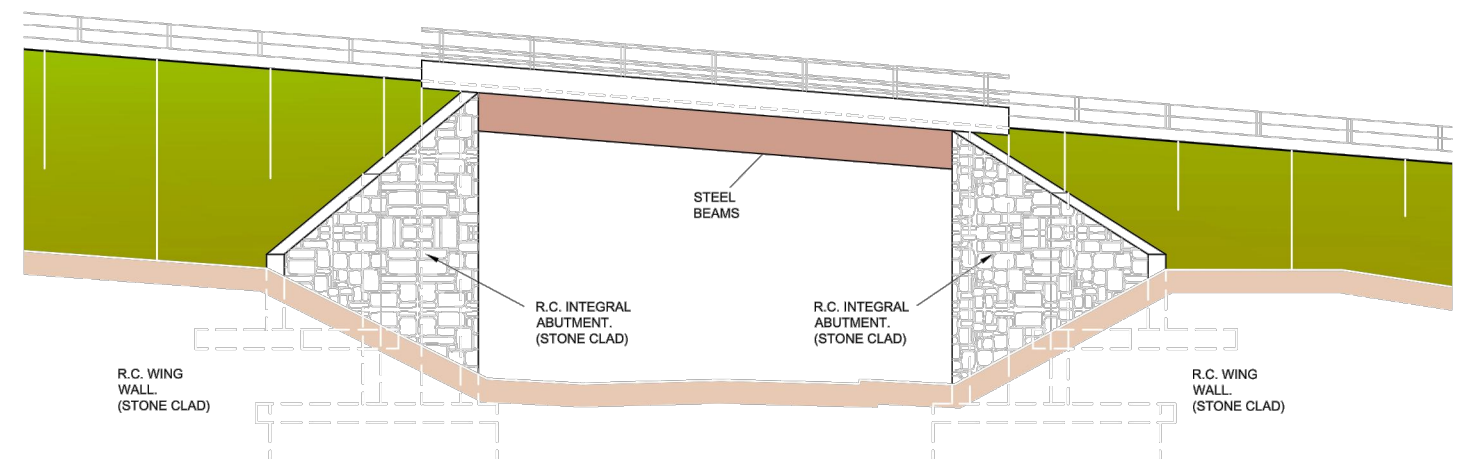 STEEL
BEAMS
R.C. INTEGRAL
ABUTMENT.
(STONE CLAD)
R.C. INTEGRAL
ABUTMENT.
(STONE CLAD)
R.C. WING
WALL.
(STONE CLAD)
R.C. WING
WALL.
(STONE CLAD)